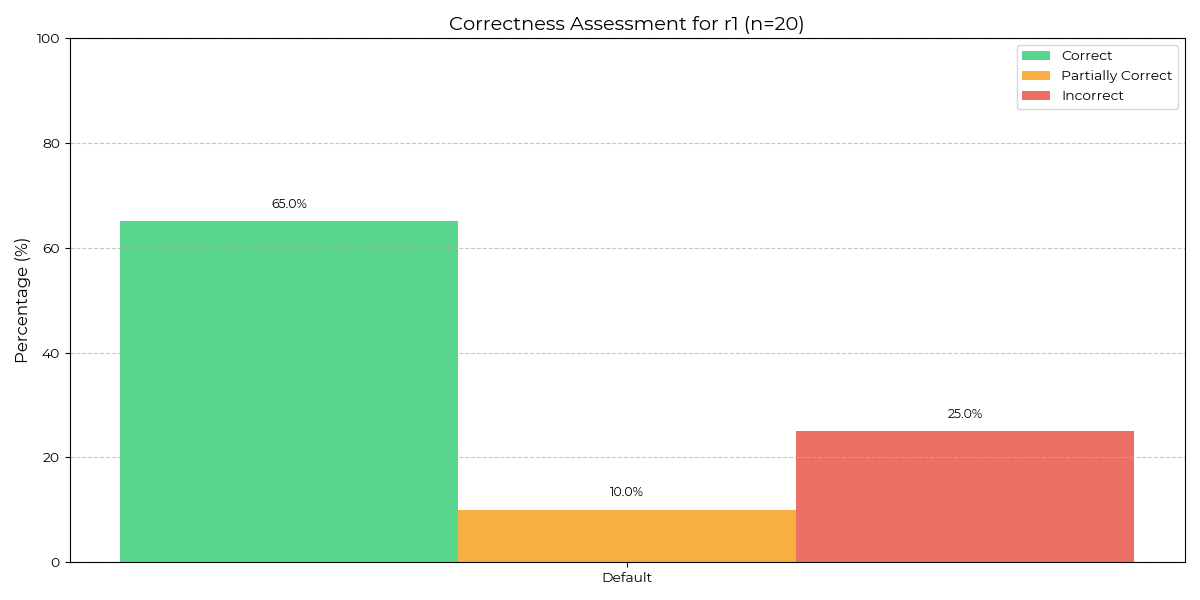 Correctness Assessment for r1 (n=20)
100
80
60
40
20
0
Percentage (%)
Correct
Partially Correct
Incorrect
65.0%
10.0%
25.0%
Default